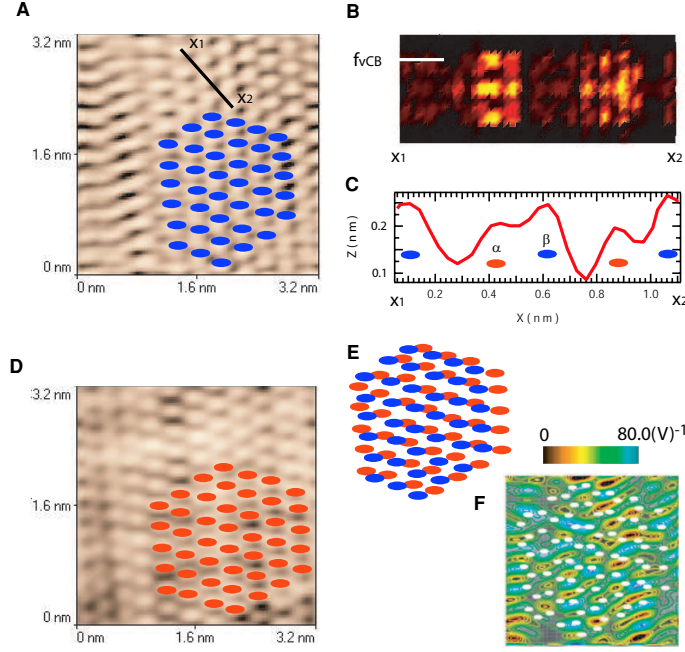 A
3.2 nm
1.6 nm
0 nm
0 nm
1.6 nm
3.2 nm
x1
x2
B
fvCB
x1
x2
C
Z (nm)
0.2
0.1
α
β
0.2
0.4
0.6
0.8
1.0
x1
x2
X (nm)
D
3.2 nm
1.6 nm
0 nm
0 nm
1.6 nm
3.2 nm
E
0
80.0(V)-1
F